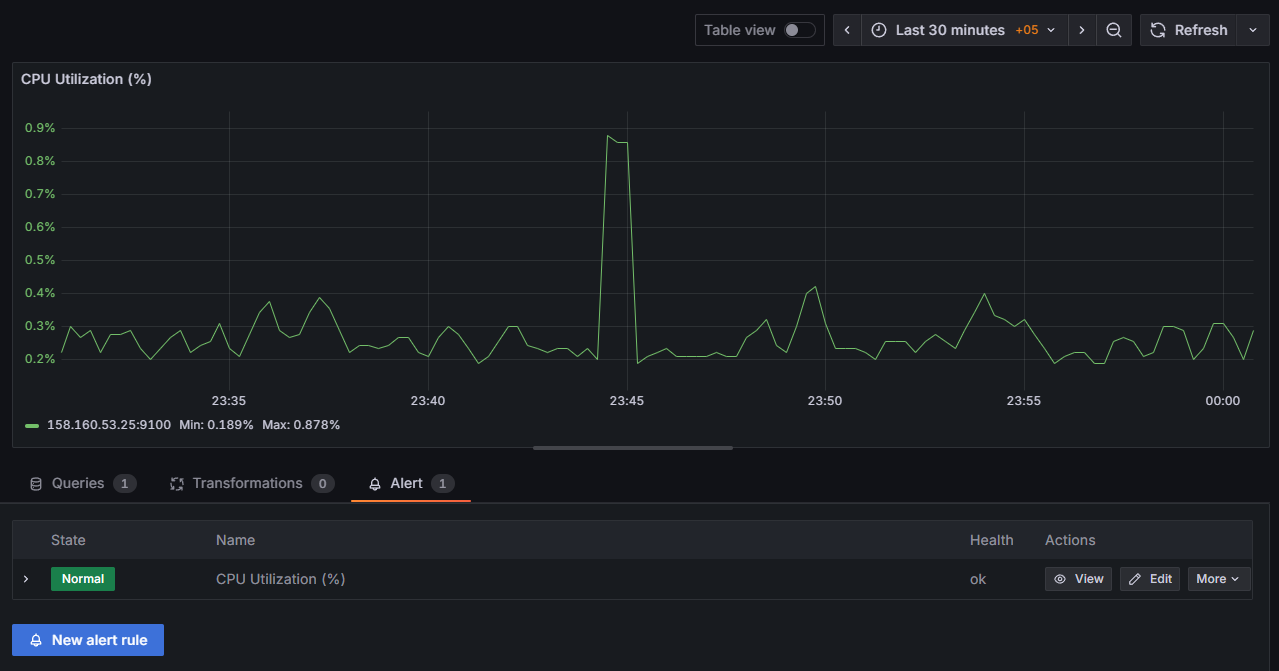 Table view Last 30 minutes +05 Refresh
CPU Utilization (%)
0.9%
0.8%
0.7%
0.6%
0.5%
0.4%
0.3%
0.2%
23:35 23:40 23:45 23:50 23:55 00:00
158.160.53.25:9100 Min: 0.189% Max: 0.878%
Queries 1 Transformations 0 Alert 1
State Name Health Actions
Normal CPU Utilization (%) ok View Edit More
New alert rule